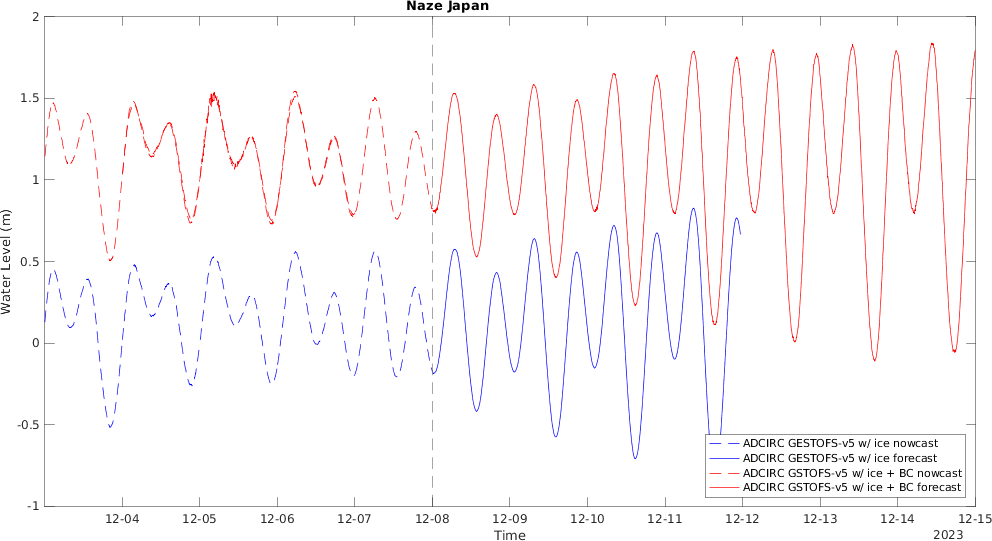 Naze Japan
Water Level (m)
2
1.5
1
0.5
0
-0.5
-1
ADCIRC GESTOFS-v5 w/ ice nowcast
ADCIRC GESTOFS-v5 w/ ice forecast
ADCIRC GSTOFS-v5 w/ ice + BC nowcast
ADCIRC GSTOFS-v5 w/ ice + BC forecast
12-04 12-05 12-06 12-07 12-08 12-09 12-10 12-11 12-12 12-13 12-14 12-15
Time
2023